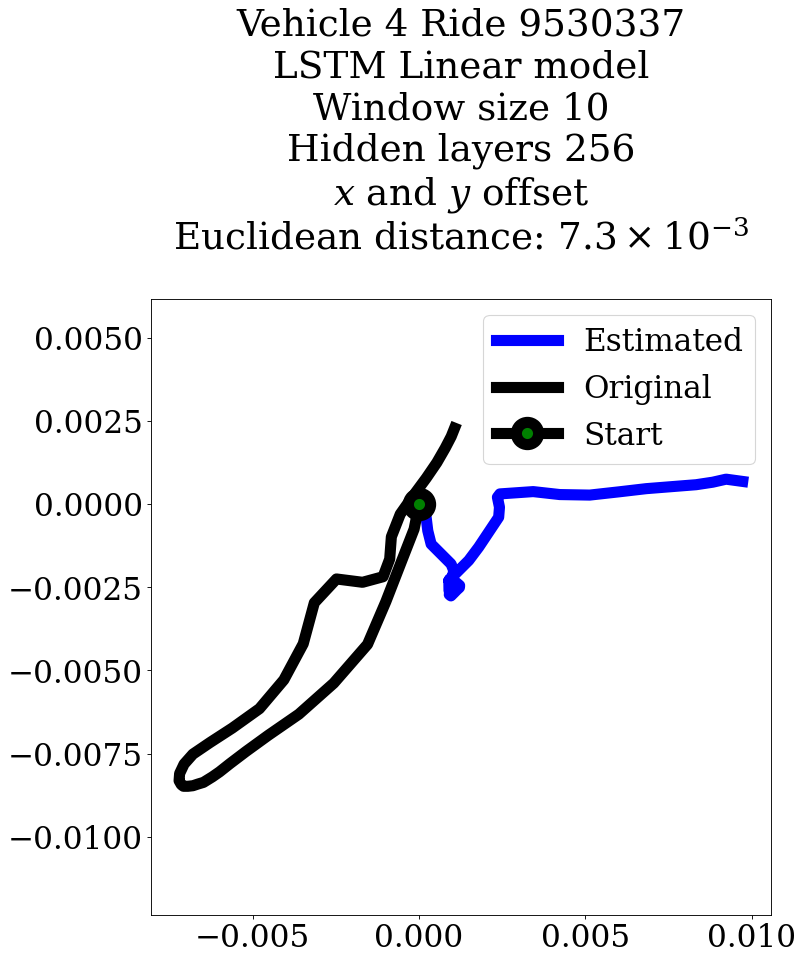 Vehicle 4 Ride 9530337
LSTM Linear model
Window size 10
Hidden layers 256
x and y offset
Euclidean distance: 7.3 × 10⁻³
Estimated
Original
Start
0.0050
0.0025
0.0000
−0.0025
−0.0050
−0.0075
−0.0100
−0.005 0.000 0.005 0.010